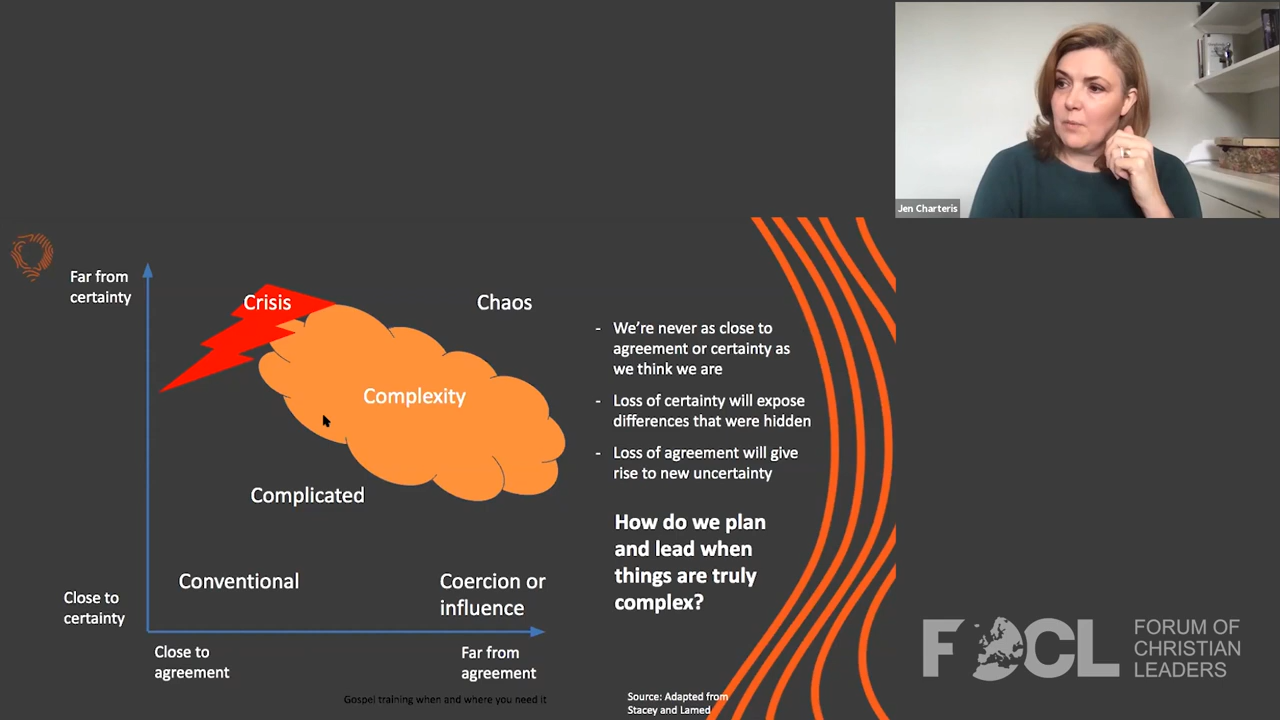 Jen Charteris
Far from
certainty
Crisis
Chaos
Complexity
Complicated
Conventional
Coercion or
influence
Close to
certainty
Close to
agreement
Far from
agreement
- We’re never as close to
agreement or certainty as
we think we are
- Loss of certainty will expose
differences that were hidden
- Loss of agreement will give
rise to new uncertainty
How do we plan
and lead when
things are truly
complex?
Gospel training when and where you need it
Source: Adapted from
Stacey and Lamed
FOCL
FORUM OF
CHRISTIAN
LEADERS